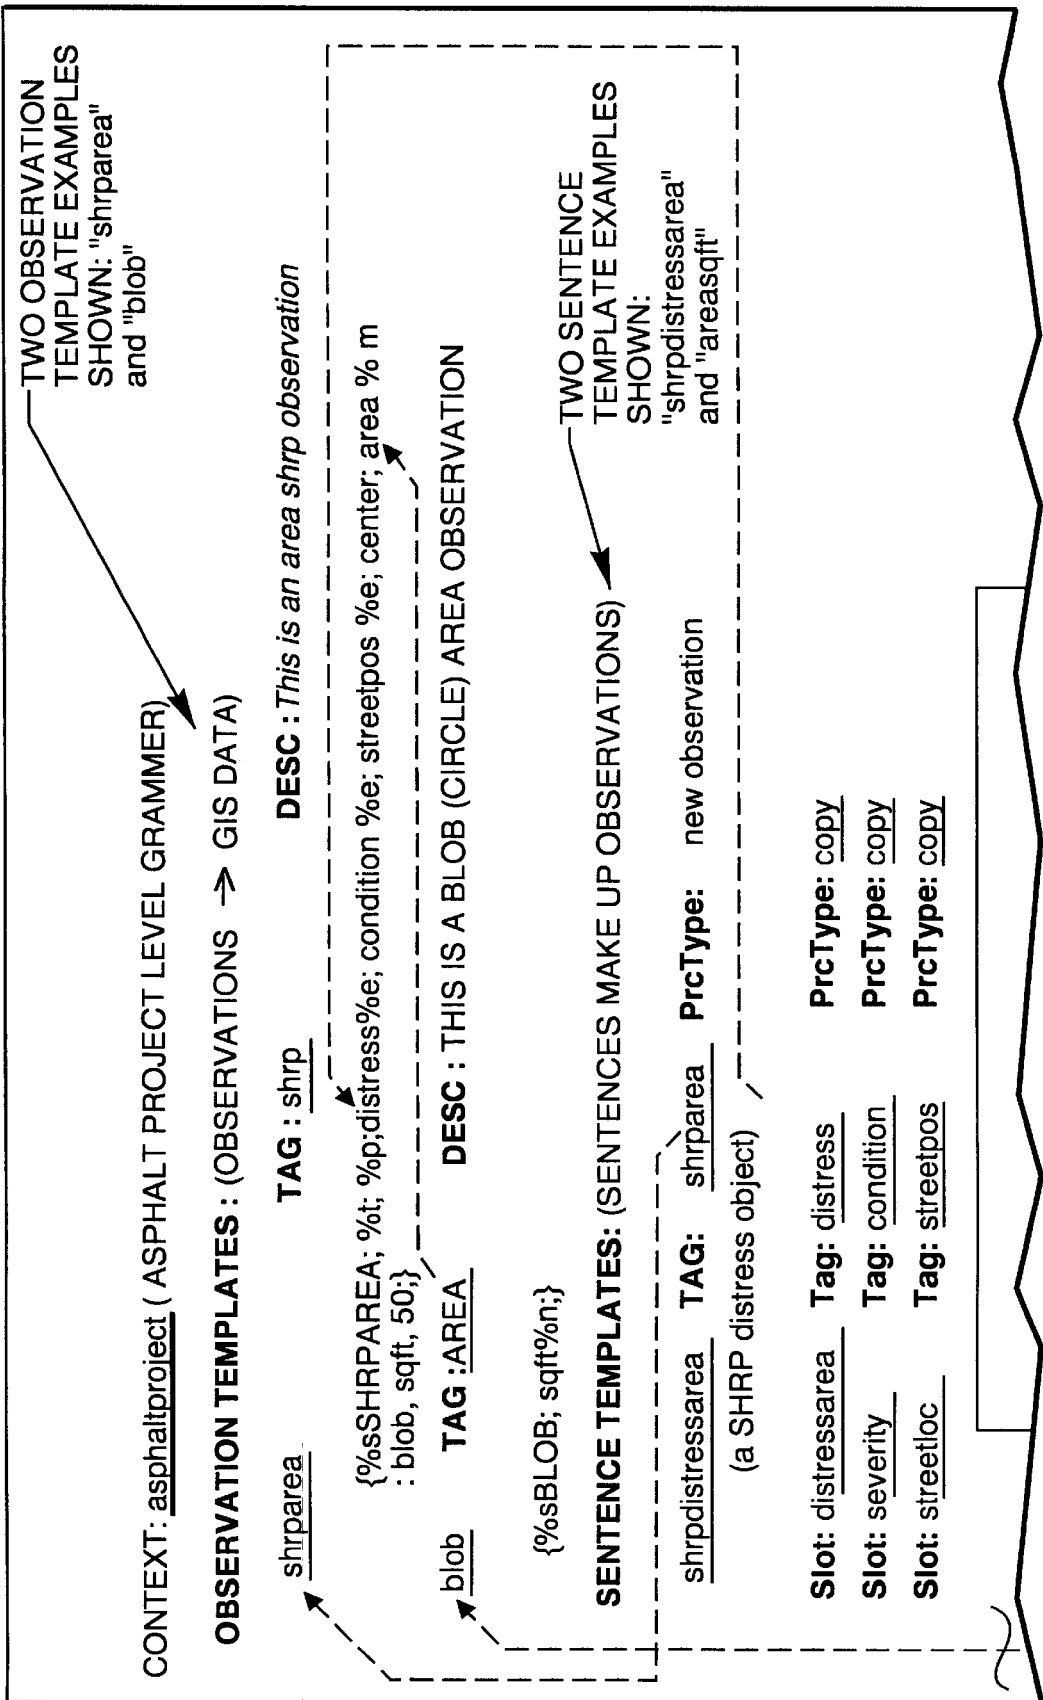 TWO OBSERVATION
TEMPLATE EXAMPLES
SHOWN: "shrparea"
and "blob"
CONTEXT: asphaltproject ( ASPHALT PROJECT LEVEL GRAMMER)
OBSERVATION TEMPLATES : (OBSERVATIONS -> GIS DATA)
shrparea TAG : shrp DESC : This is an area shrp observation
{%sSHRPAREA; %t; %p;distress%e; condition %e; streetpos %e; center; area % m
: blob, sqft, 50;}
blob TAG :AREA DESC : THIS IS A BLOB (CIRCLE) AREA OBSERVATION
{%sBLOB; sqft%n;}
TWO SENTENCE
TEMPLATE EXAMPLES
SHOWN:
"shrpdistressarea"
and "areasqft"
SENTENCE TEMPLATES: (SENTENCES MAKE UP OBSERVATIONS)
shrpdistressarea TAG: shrparea PrcType: new observation
(a SHRP distress object)
Slot: distressarea Tag: distress PrcType: copy
Slot: severity Tag: condition PrcType: copy
Slot: streetloc Tag: streetpos PrcType: copy